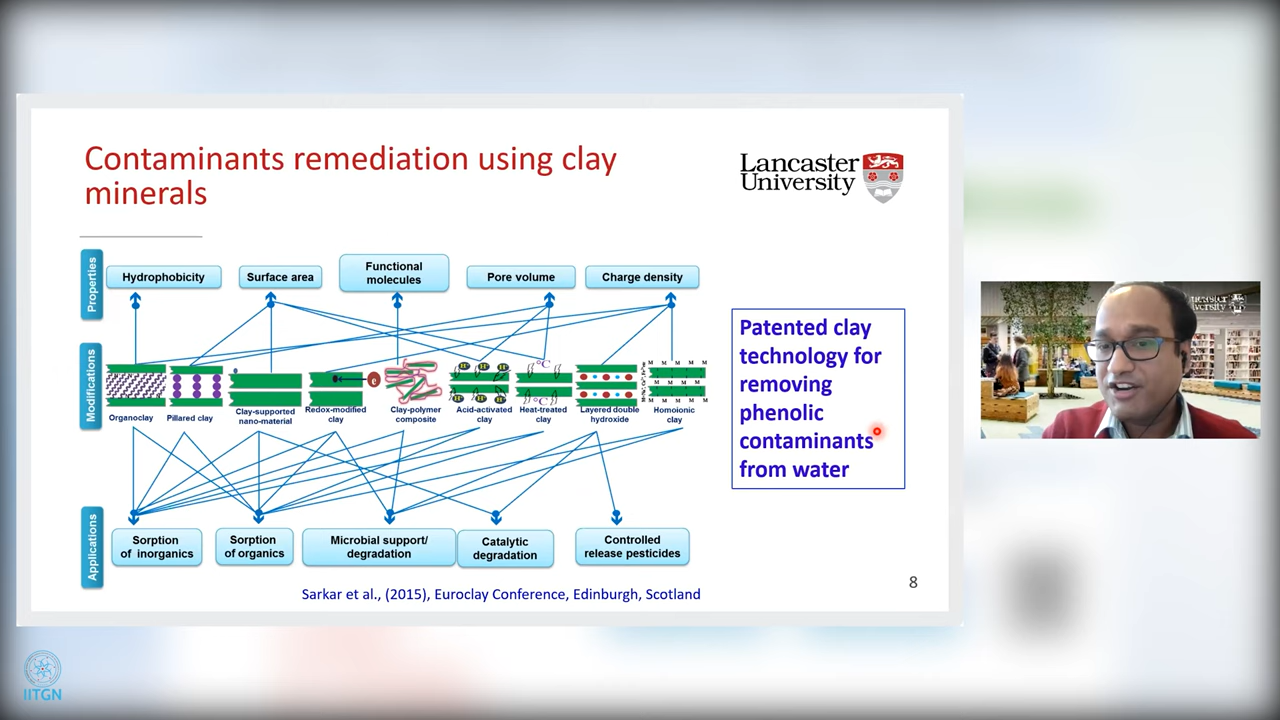 Contaminants remediation using clay
minerals
Lancaster
University
Properties
Hydrophobicity
Surface area
Functional
molecules
Pore volume
Charge density
Modifications
Organoclay
Pillared clay
Clay-supported
nano-material
Redox-modified
clay
Clay-polymer
composite
Acid-activated
clay
Heat-treated
clay
Layered double
hydroxide
Homoionic
clay
Applications
Sorption
of inorganics
Sorption
of organics
Microbial support/
degradation
Catalytic
degradation
Controlled
release pesticides
Patented clay
technology for
removing
phenolic
contaminants
from water
Sarkar et al., (2015), Euroclay Conference, Edinburgh, Scotland
8
IITGN